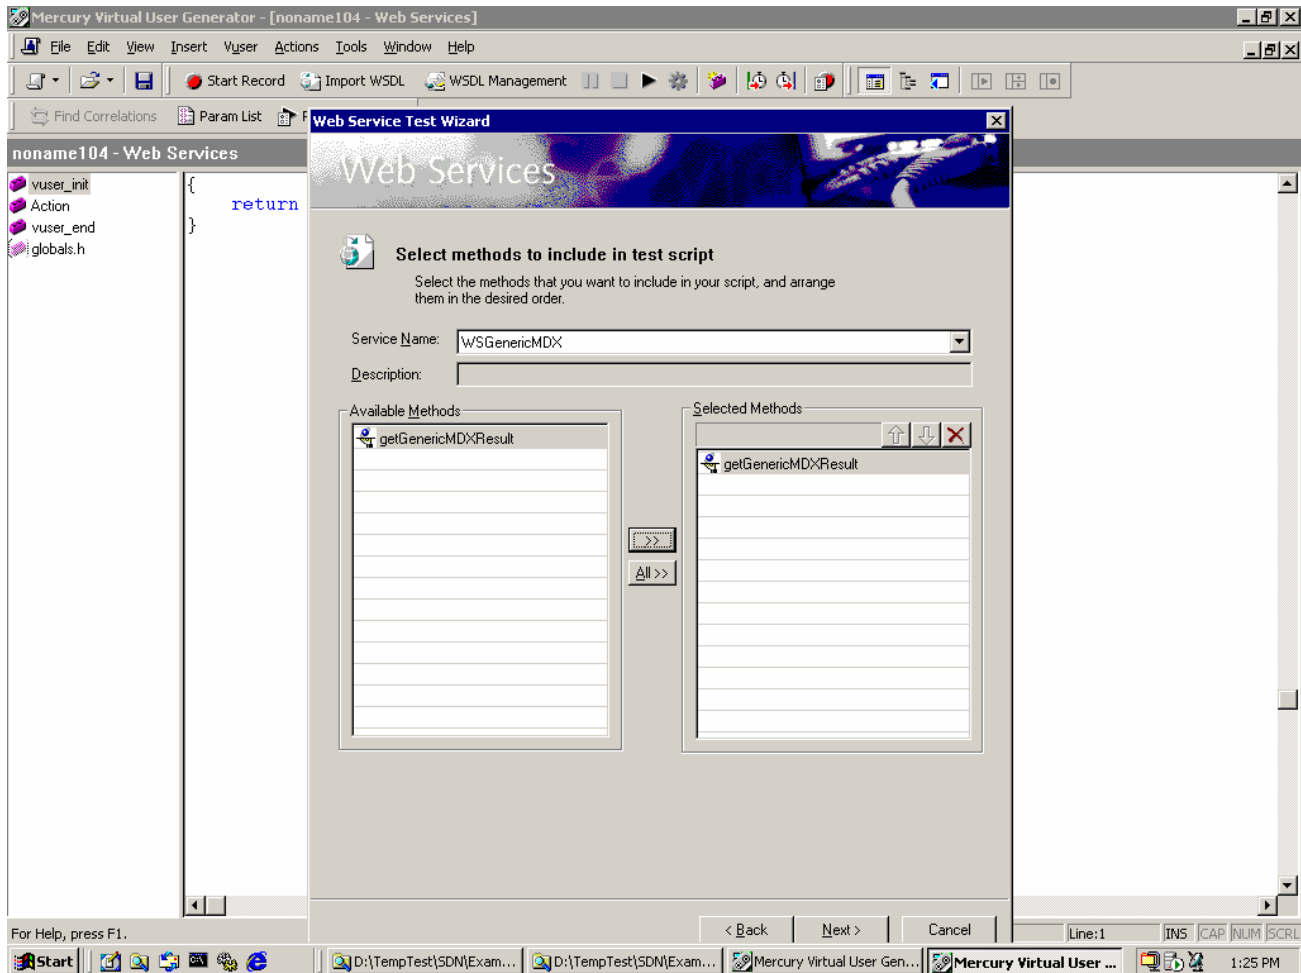 Mercury Virtual User Generator - [noname104 - Web Services]
File Edit View Insert Vuser Actions Tools Window Help
Start Record Import WSDL WSDL Management
Find Correlations Param List
Web Service Test Wizard
noname104 - Web Services
Web Services
vuser_init
Action
vuser_end
globals.h
{
return
}
Select methods to include in test script
Select the methods that you want to include in your script, and arrange
them in the desired order.
Service Name: WSGenericMDX
Description:
Available Methods
getGenericMDXResult
>>
All >>
Selected Methods
getGenericMDXResult
< Back Next > Cancel
For Help, press F1.
Line:1 INS CAP NUM SCRL
Start D:\TempTest\SDN\Exam... D:\TempTest\SDN\Exam... Mercury Virtual User Gen... Mercury Virtual User ... 1:25 PM